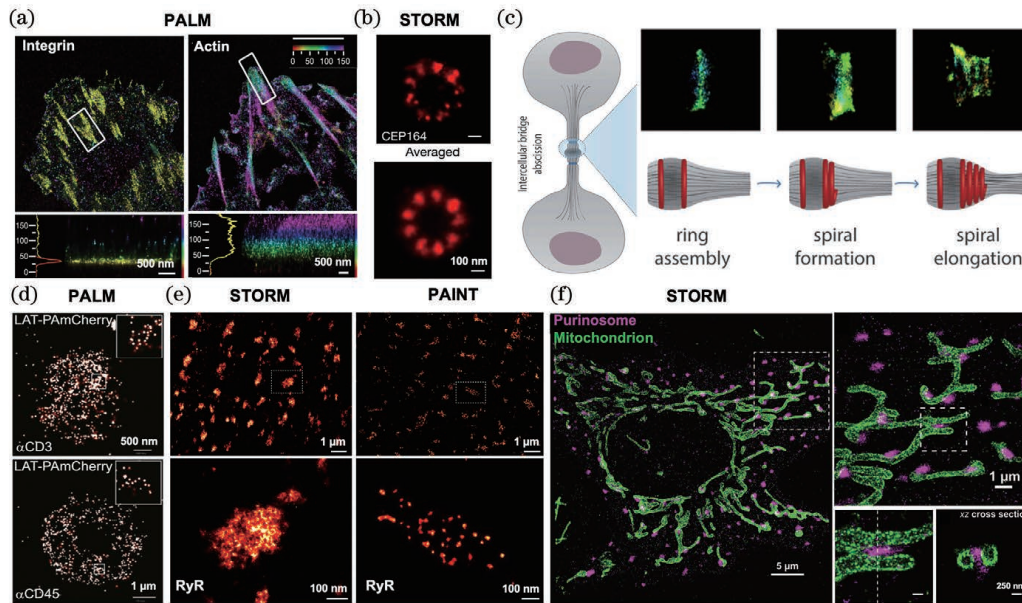 (a)
PALM
Integrin
Actin
0 50 100 150
150
100
50
0
500 nm
150
100
50
0
500 nm
(b)
STORM
CEP164
Averaged
100 nm
(c)
Intercellular bridge
abscission
ring
assembly
spiral
formation
spiral
elongation
(d)
PALM
LAT-PAmCherry
500 nm
αCD3
LAT-PAmCherry
1 µm
αCD45
(e)
STORM
PAINT
1 µm
1 µm
RyR
100 nm
RyR
100 nm
(f)
STORM
Purinosome
Mitochondrion
5 µm
1 µm
xz cross section
250 nm